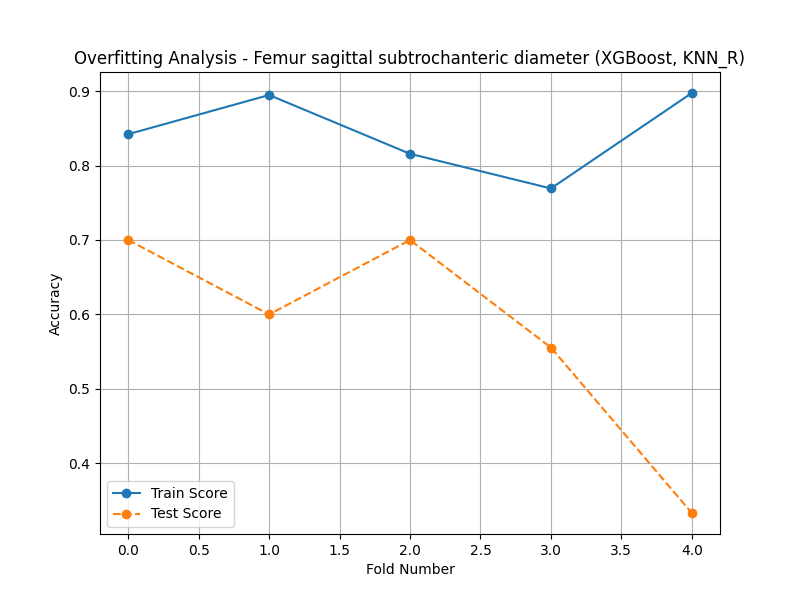 Overfitting Analysis - Femur sagittal subtrochanteric diameter (XGBoost, KNN_R)
Accuracy
0.9
0.8
0.7
0.6
0.5
0.4
Train Score
Test Score
0.0 0.5 1.0 1.5 2.0 2.5 3.0 3.5 4.0
Fold Number